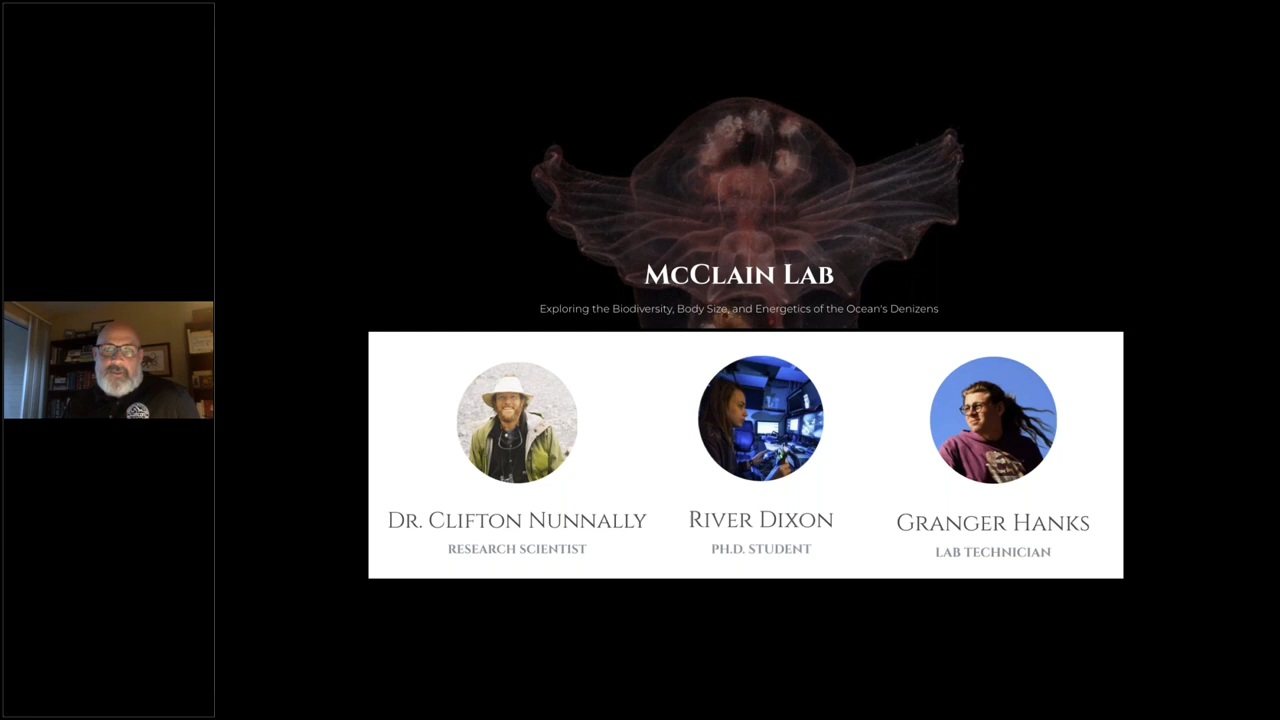 McClain Lab
Exploring the Biodiversity, Body Size, and Energetics of the Ocean's Denizens
Dr. Clifton Nunnally
RESEARCH SCIENTIST
River Dixon
PH.D. STUDENT
Granger Hanks
LAB TECHNICIAN